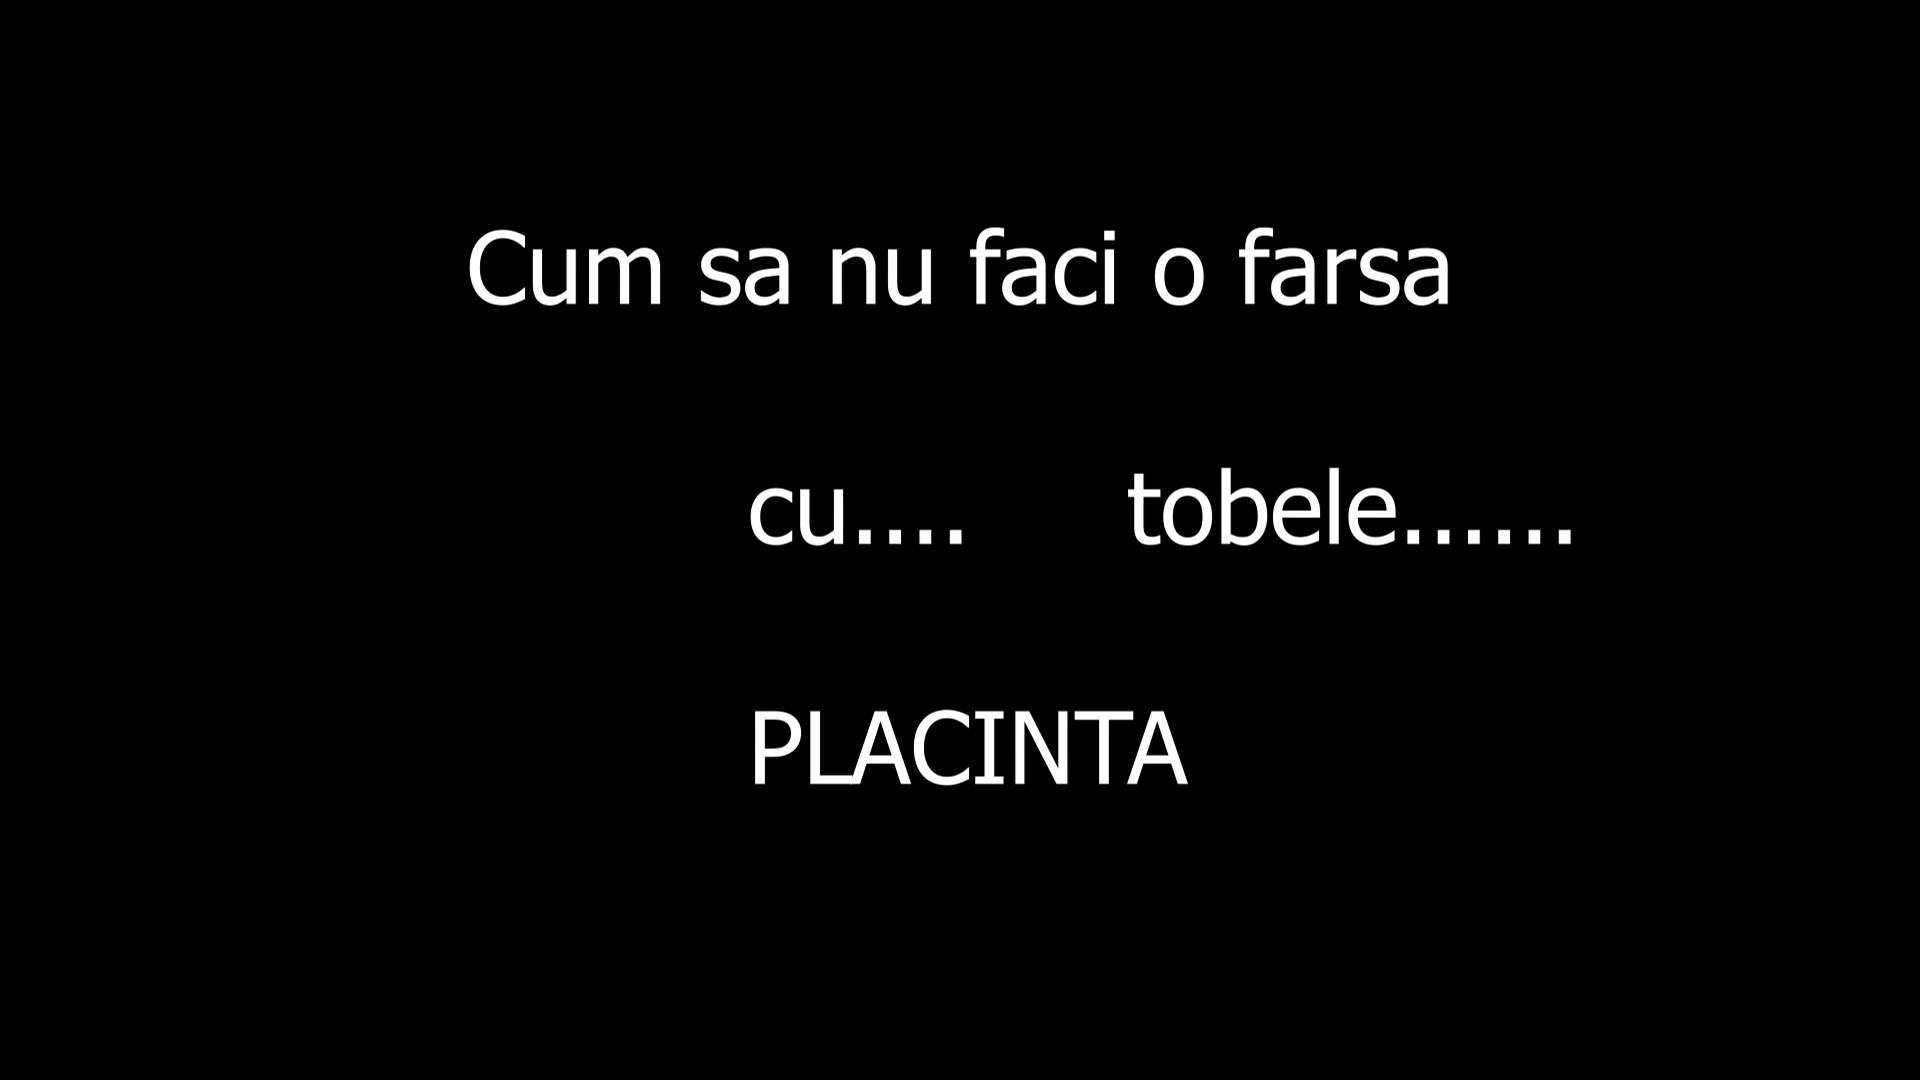 Cum sa nu faci o farsa
cu.... tobele......
PLACINTA